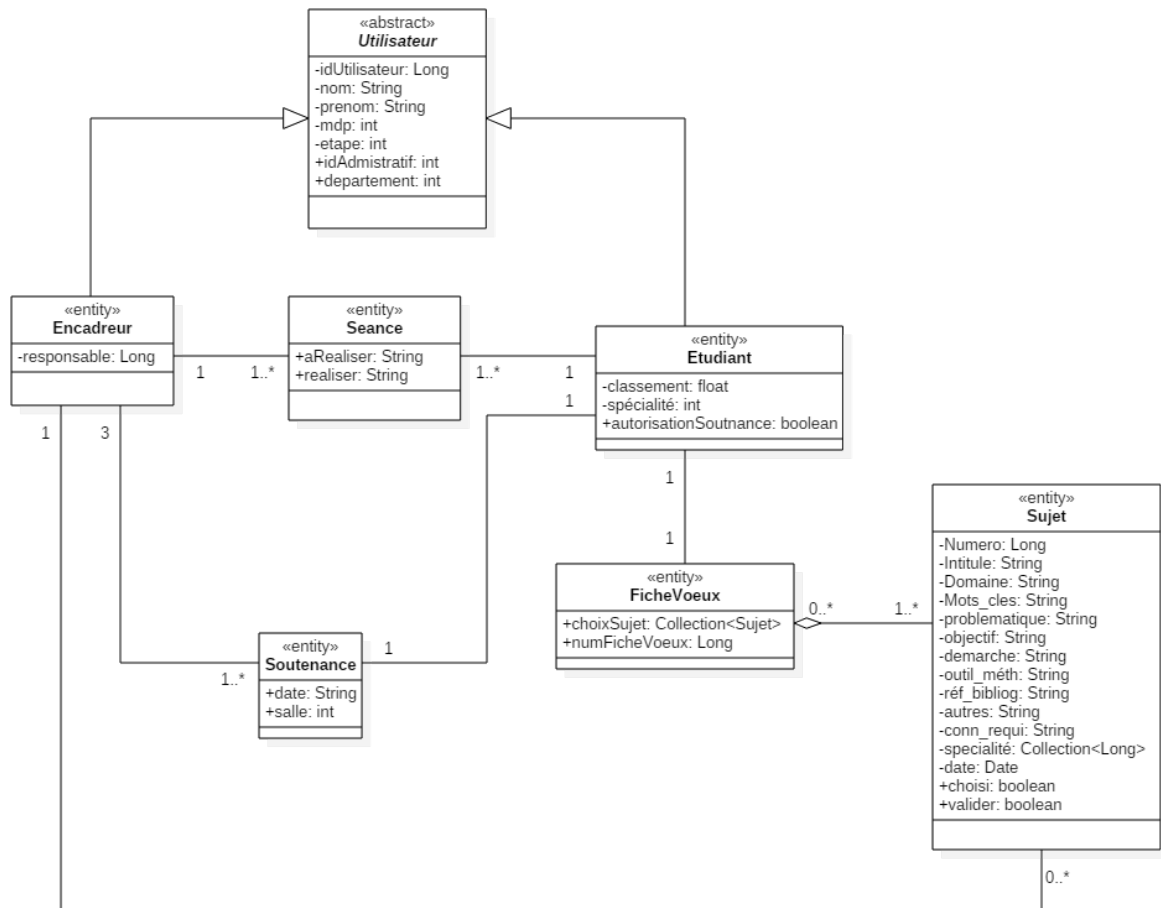 «abstract»
Utilisateur
-idUtilisateur: Long
-nom: String
-prenom: String
-mdp: int
-etape: int
+idAdmistratif: int
+departement: int
«entity»
Encadreur
-responsable: Long
«entity»
Seance
+aRealiser: String
+realiser: String
«entity»
Etudiant
-classement: float
-spécialité: int
+autorisationSoutnance: boolean
1
1..*
1..*
1
1
1
3
1
1
«entity»
FicheVoeux
+choixSujet: Collection<Sujet>
+numFicheVoeux: Long
0..*
1..*
«entity»
Sujet
-Numero: Long
-Intitule: String
-Domaine: String
-Mots_cles: String
-problematique: String
-objectif: String
-demarche: String
-outil_méth: String
-réf_bibliog: String
-autres: String
-conn_requi: String
-specialité: Collection<Long>
-date: Date
+choisi: boolean
+valider: boolean
«entity»
Soutenance
+date: String
+salle: int
1..*
1
0..*